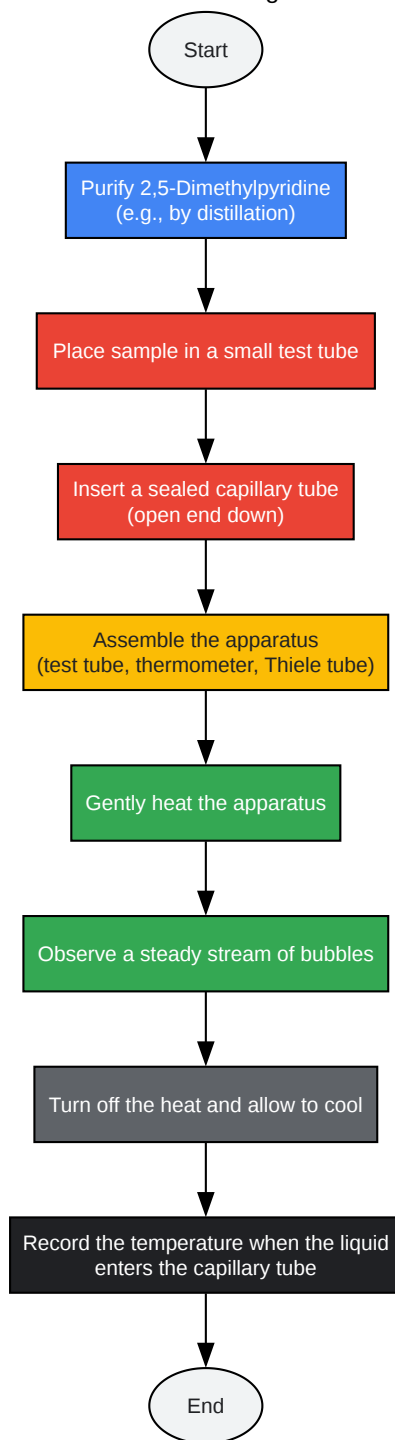 Start
Purify 2,5-Dimethylpyridine
(e.g., by distillation)
Place sample in a small test tube
Insert a sealed capillary tube
(open end down)
Assemble the apparatus
(test tube, thermometer, Thiele tube)
Gently heat the apparatus
Observe a steady stream of bubbles
Turn off the heat and allow to cool
Record the temperature when the liquid
enters the capillary tube
End